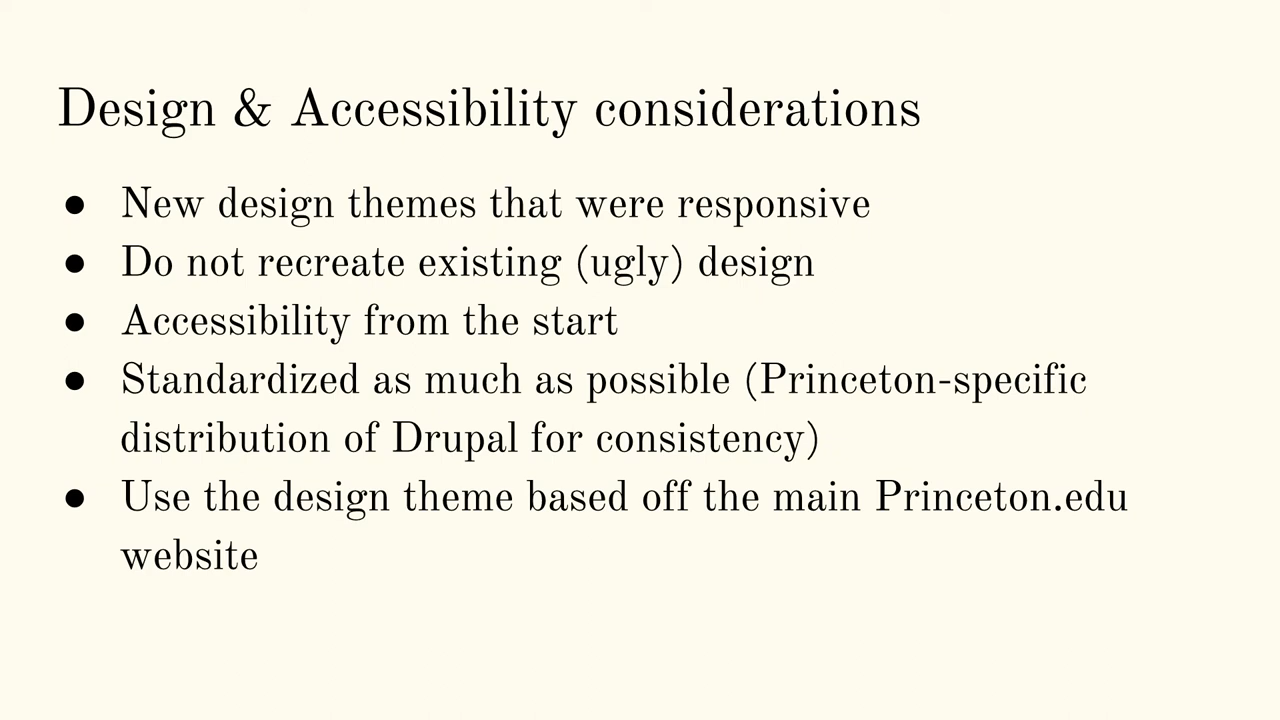 Design & Accessibility considerations
● New design themes that were responsive
● Do not recreate existing (ugly) design
● Accessibility from the start
● Standardized as much as possible (Princeton-specific
distribution of Drupal for consistency)
● Use the design theme based off the main Princeton.edu
website